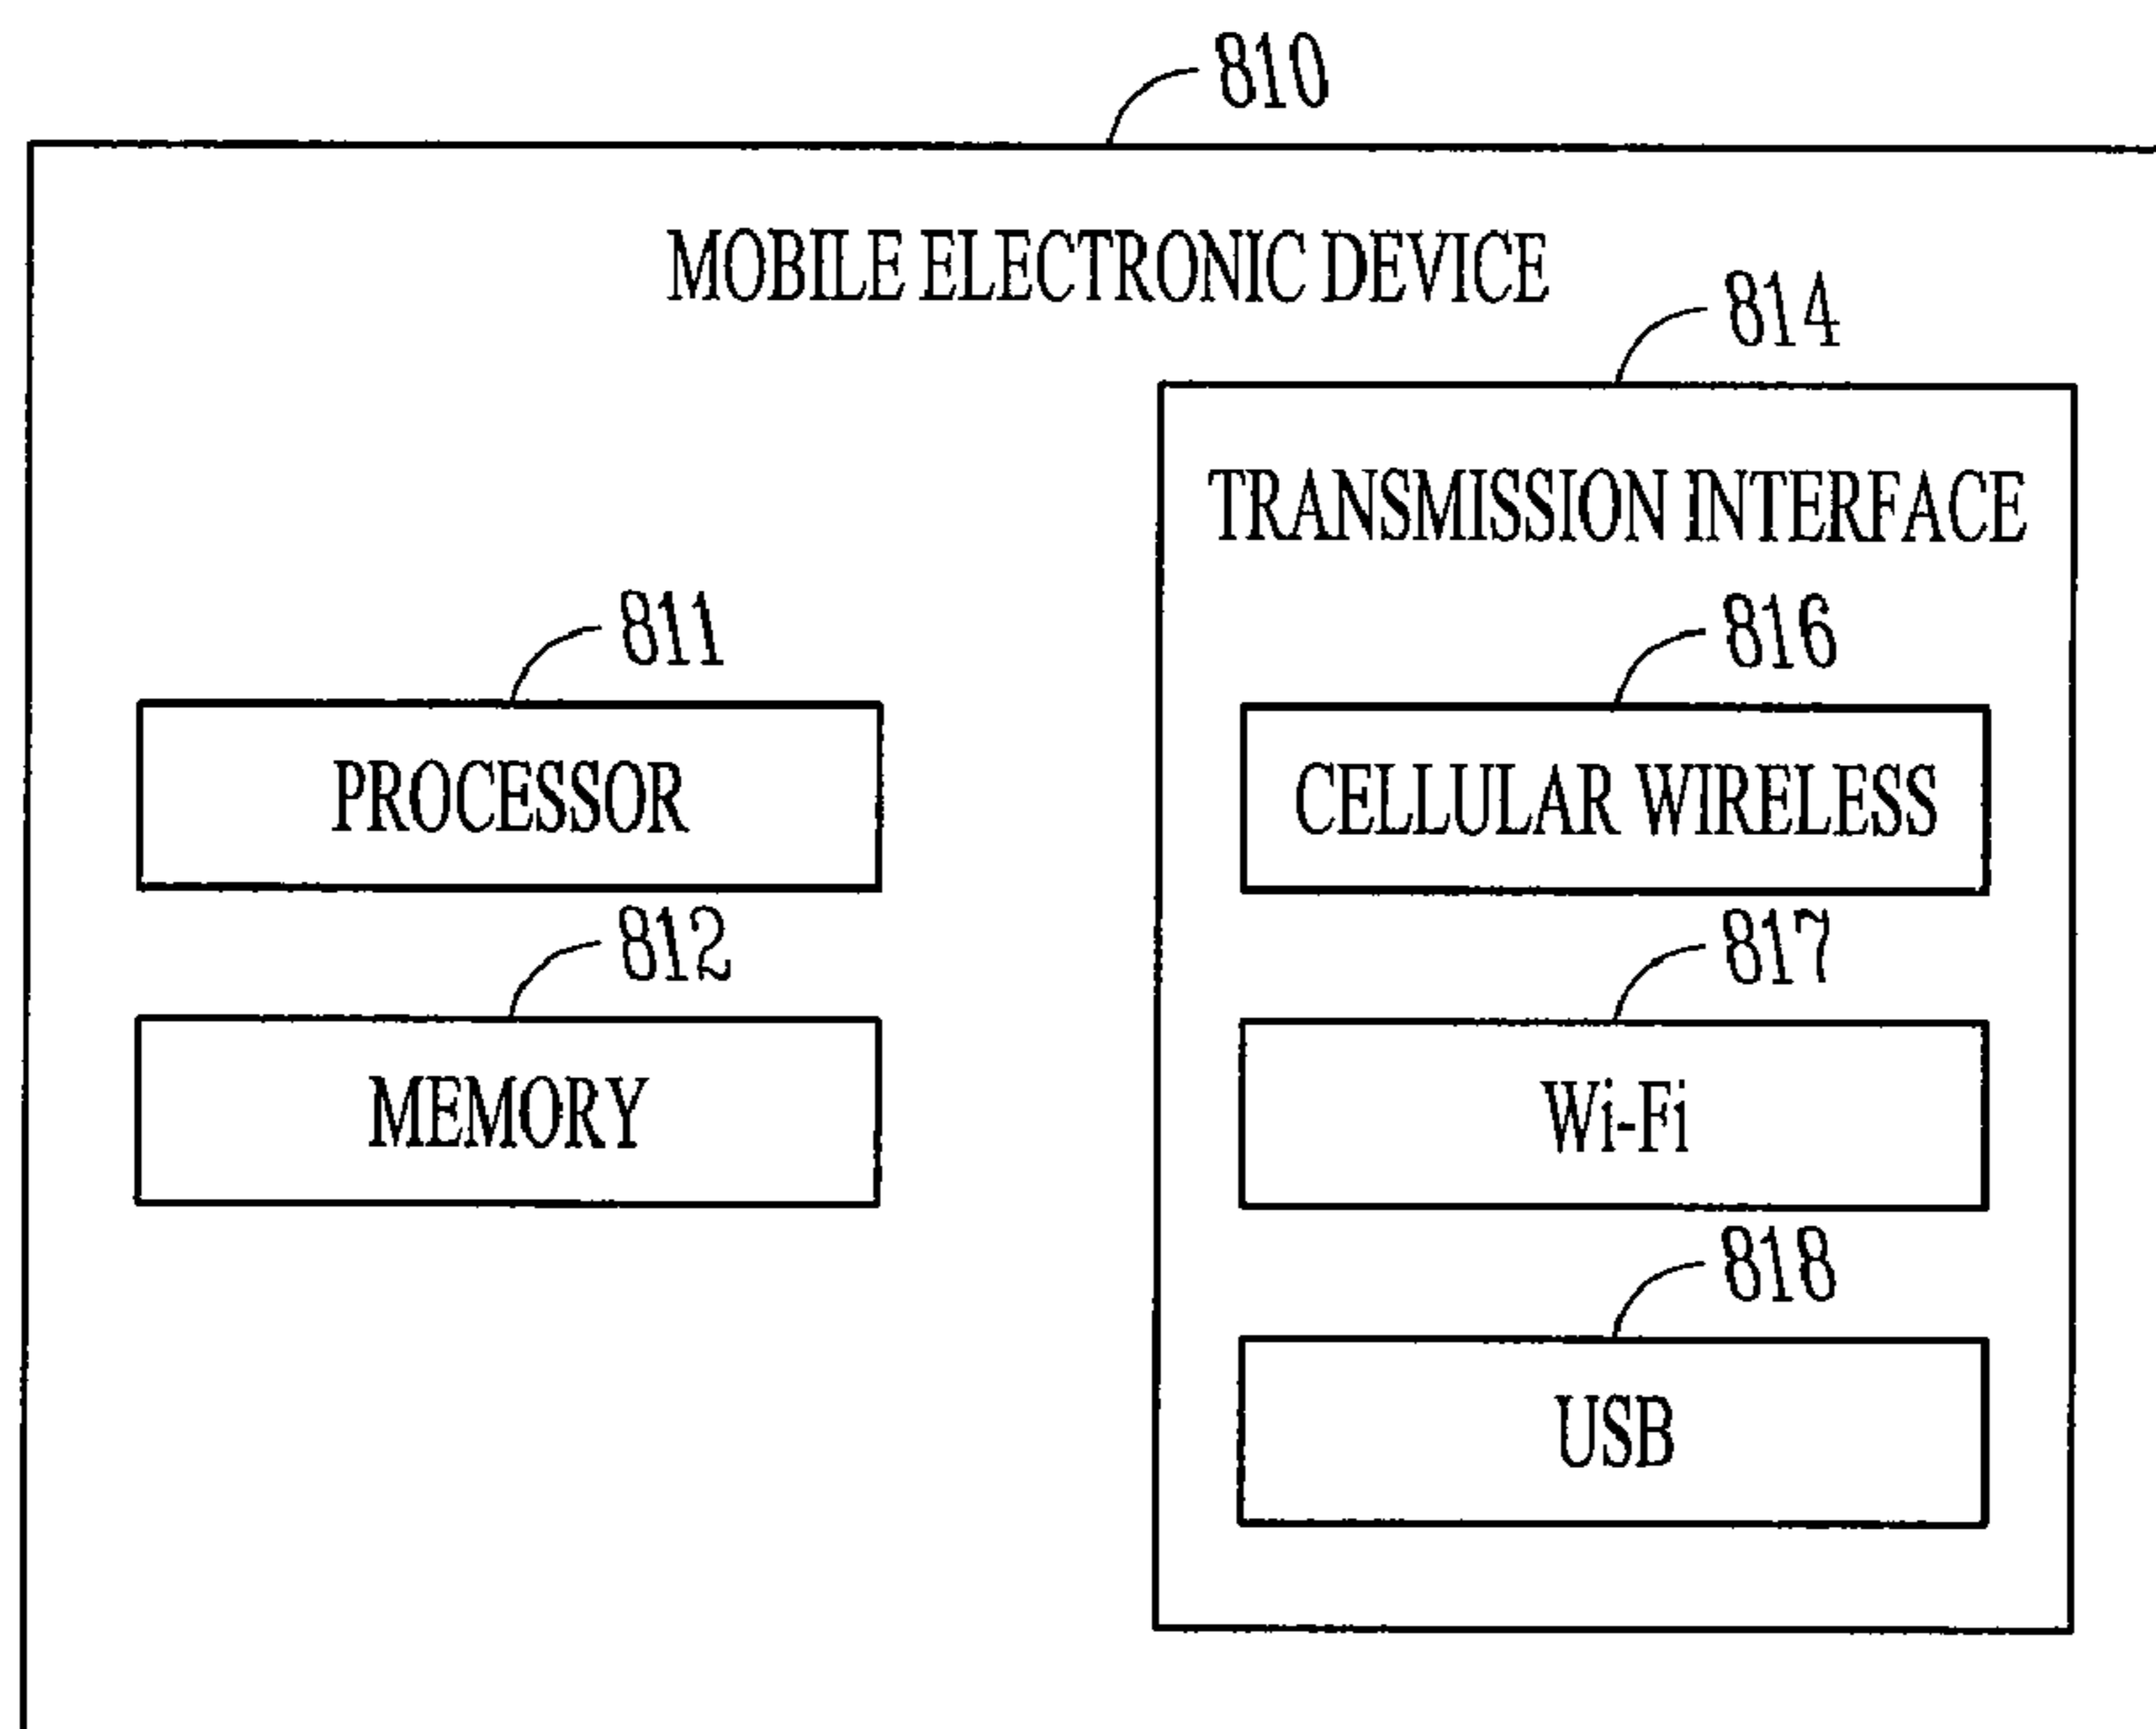 810
MOBILE ELECTRONIC DEVICE
814
TRANSMISSION INTERFACE
811
PROCESSOR
812
MEMORY
816
CELLULAR WIRELESS
817
Wi-Fi
818
USB